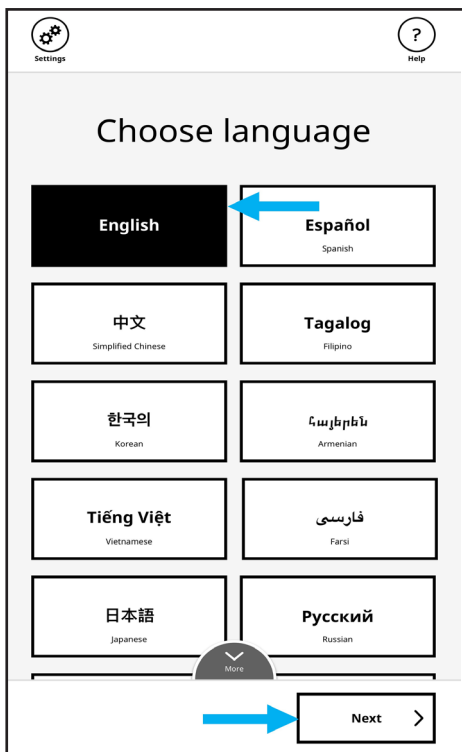 Settings
?
Help
Choose language
English
Español
Spanish
中文
Simplified Chinese
Tagalog
Filipino
한국의
Korean
Հայերեն
Armenian
Tiếng Việt
Vietnamese
فارسی
Farsi
日本語
Japanese
Русский
Russian
More
Next